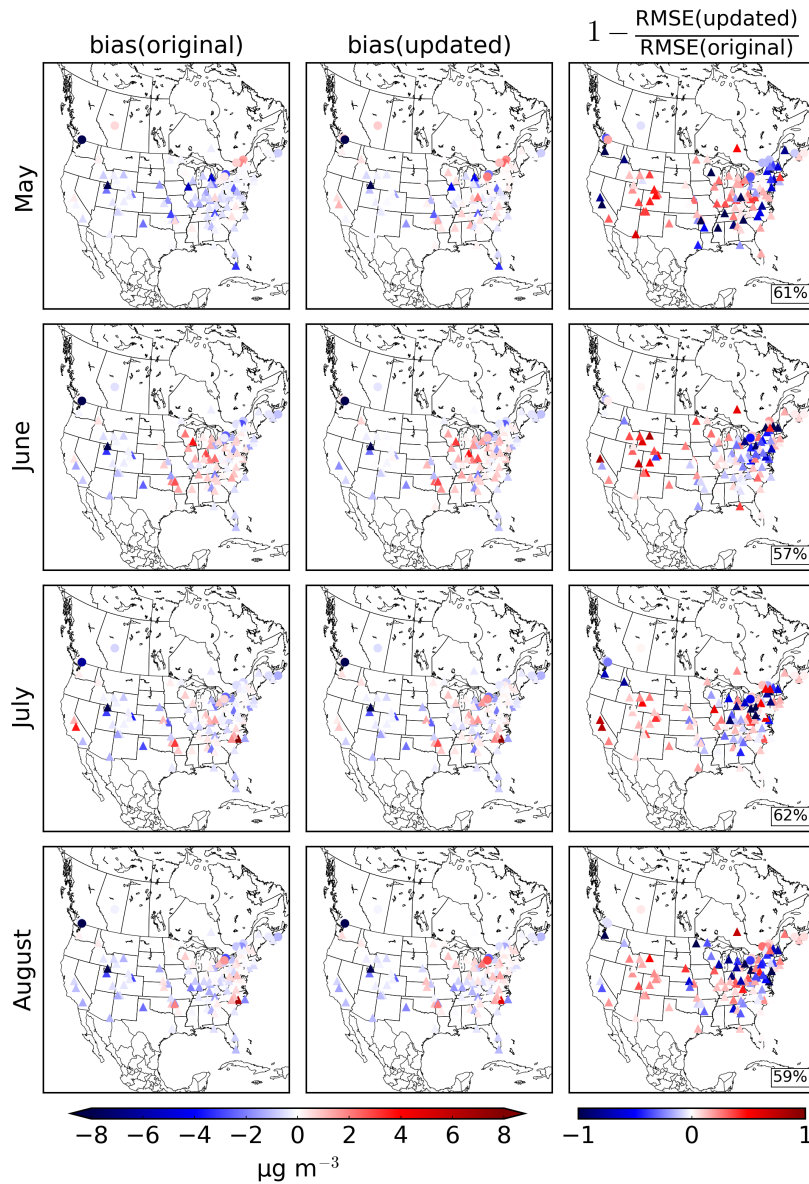 bias(original) bias(updated) 1 − RMSE(updated)/RMSE(original)
May
61%
June
57%
July
62%
August
59%
−8 −6 −4 −2 0 2 4 6 8 −1 0 1
μg m⁻³